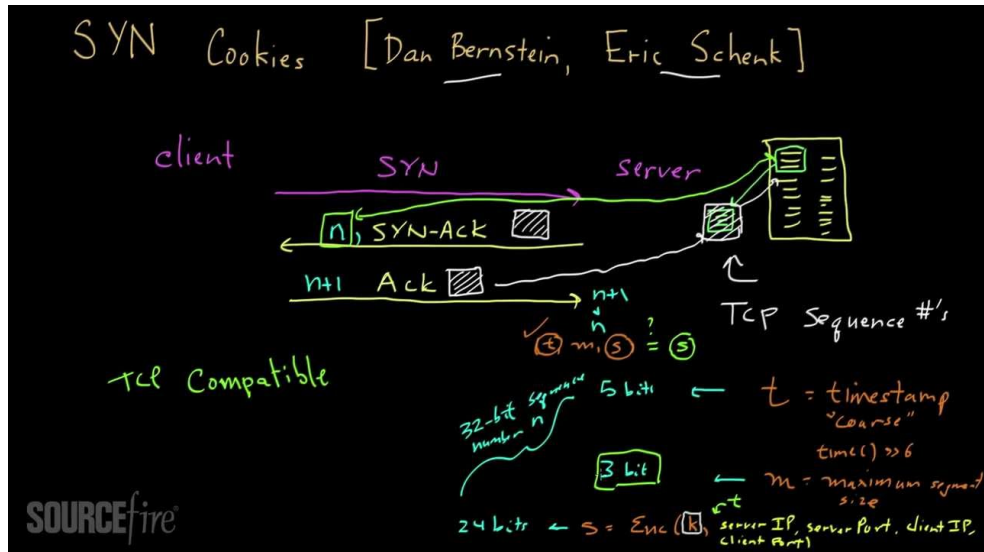 SYN Cookies [Dan Bernstein, Eric Schenk]
client
SYN
server
n, SYN-Ack
n+1 Ack
n+1
n
TCP Sequence #'s
✓ t, m, s ?= s
TCP Compatible
32-bit sequence
number n
5 bits ← t = timestamp
"coarse"
time() >> 6
3 bit ← m = maximum segment
size
t
24 bits ← s = Enc(k, server IP, server Port, client IP,
client Port)
SOURCEfire